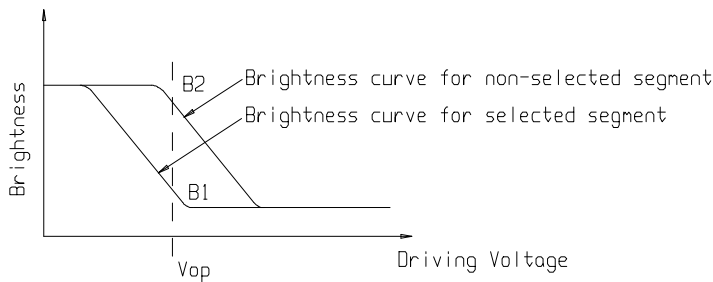 B2
Brightness curve for non-selected segment
Brightness curve for selected segment
Brightness
B1
Driving Voltage
Vop